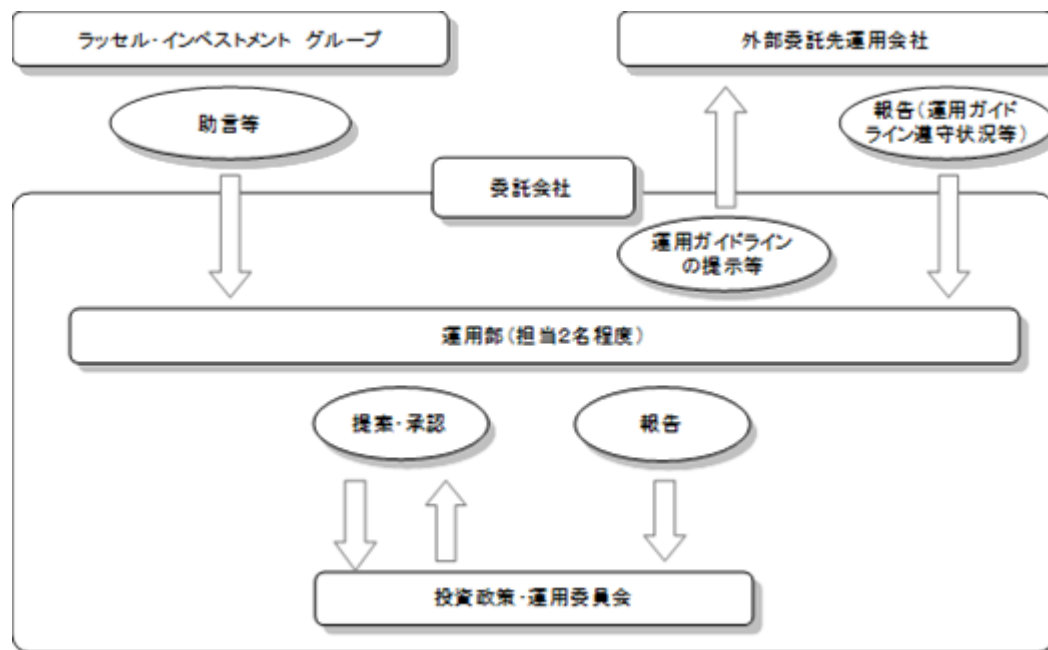 ラッセル・インベストメント グループ
外部委託先運用会社
助言等
報告(運用ガイド
ライン遵守状況等)
委託会社
運用ガイドライン
の提示等
運用部(担当2名程度)
提案・承認
報告
投資政策・運用委員会